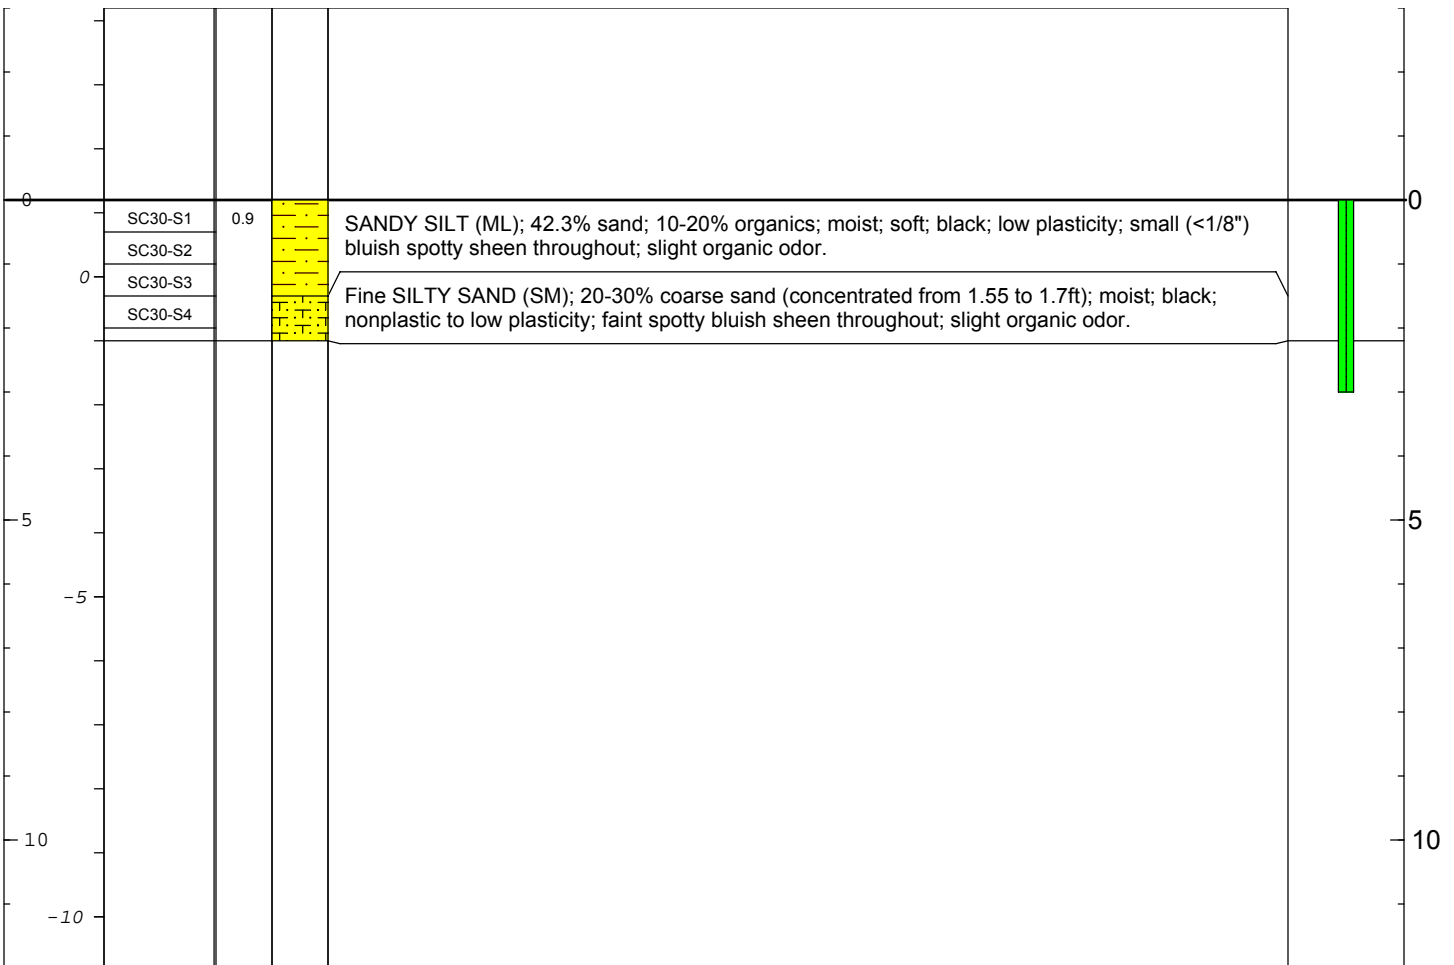 0
0
SC30-S1
0.9
SANDY SILT (ML); 42.3% sand; 10-20% organics; moist; soft; black; low plasticity; small (<1/8")
bluish spotty sheen throughout; slight organic odor.
SC30-S2
0
SC30-S3
SC30-S4
Fine SILTY SAND (SM); 20-30% coarse sand (concentrated from 1.55 to 1.7ft); moist; black;
nonplastic to low plasticity; faint spotty bluish sheen throughout; slight organic odor.
5
5
-5
10
10
-10